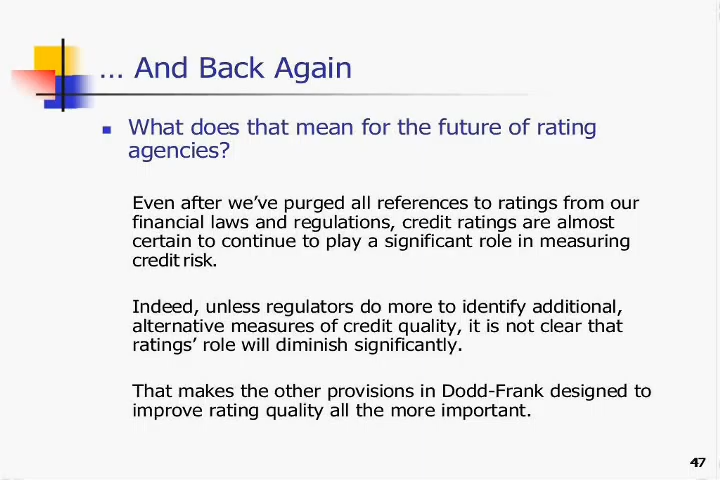 ... And Back Again
What does that mean for the future of rating
agencies?
Even after we’ve purged all references to ratings from our
financial laws and regulations, credit ratings are almost
certain to continue to play a significant role in measuring
credit risk.
Indeed, unless regulators do more to identify additional,
alternative measures of credit quality, it is not clear that
ratings’ role will diminish significantly.
That makes the other provisions in Dodd-Frank designed to
improve rating quality all the more important.
47